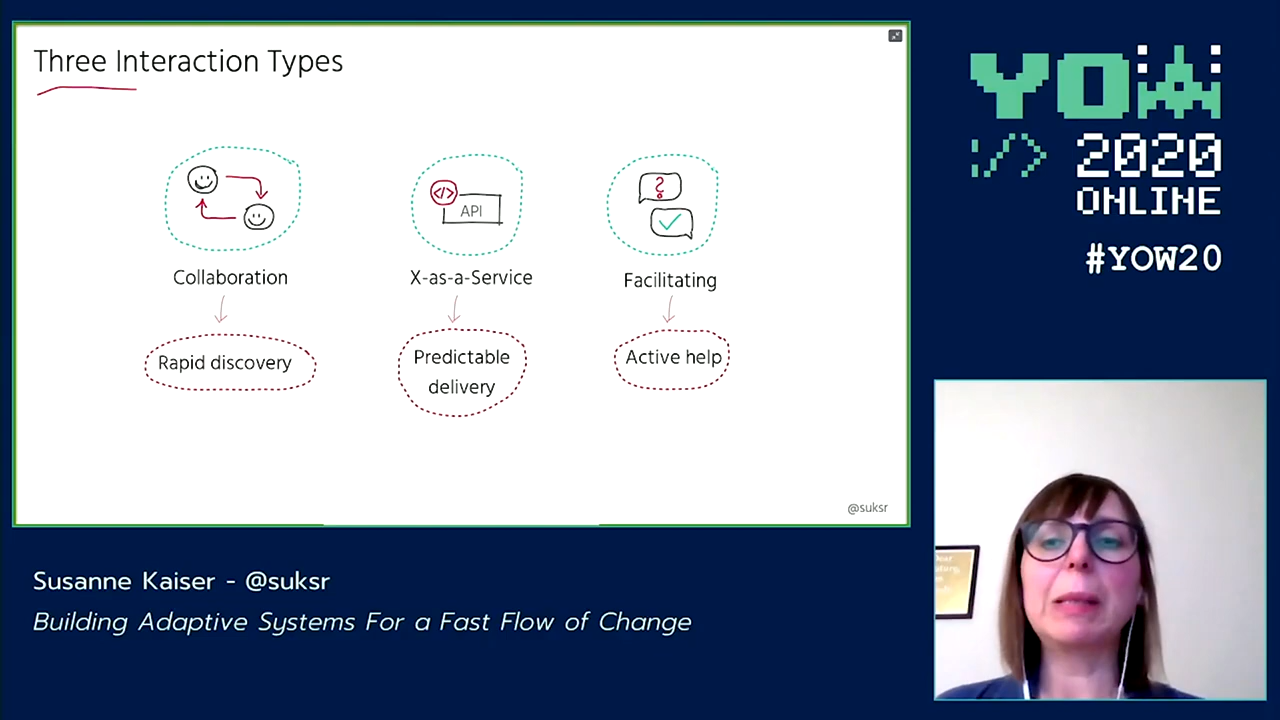 Three Interaction Types
</>
API
?
Collaboration
X-as-a-Service
Facilitating
Rapid discovery
Predictable
delivery
Active help
@suksr
YOW
:/> 2020
ONLINE
#YOW20
Susanne Kaiser - @suksr
Building Adaptive Systems For a Fast Flow of Change